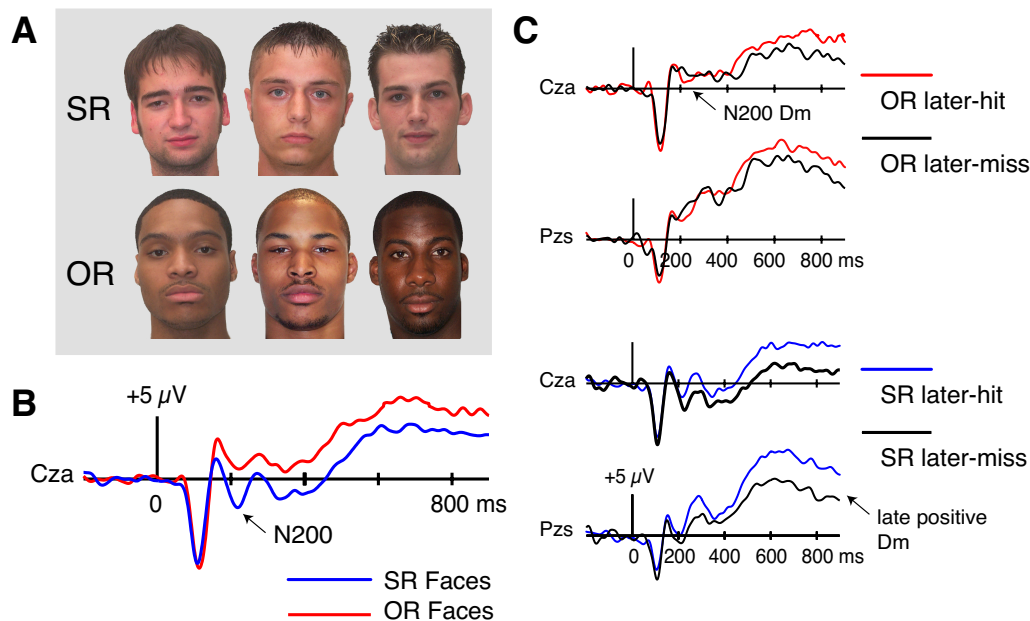 A
SR
OR
B
+5 µV
Cza
0
800 ms
N200
SR Faces
OR Faces
C
Cza
N200 Dm
OR later-hit
OR later-miss
Pzs
0 200 400 600 800 ms
Cza
SR later-hit
SR later-miss
+5 µV
Pzs
0 200 400 600 800 ms
late positive
Dm